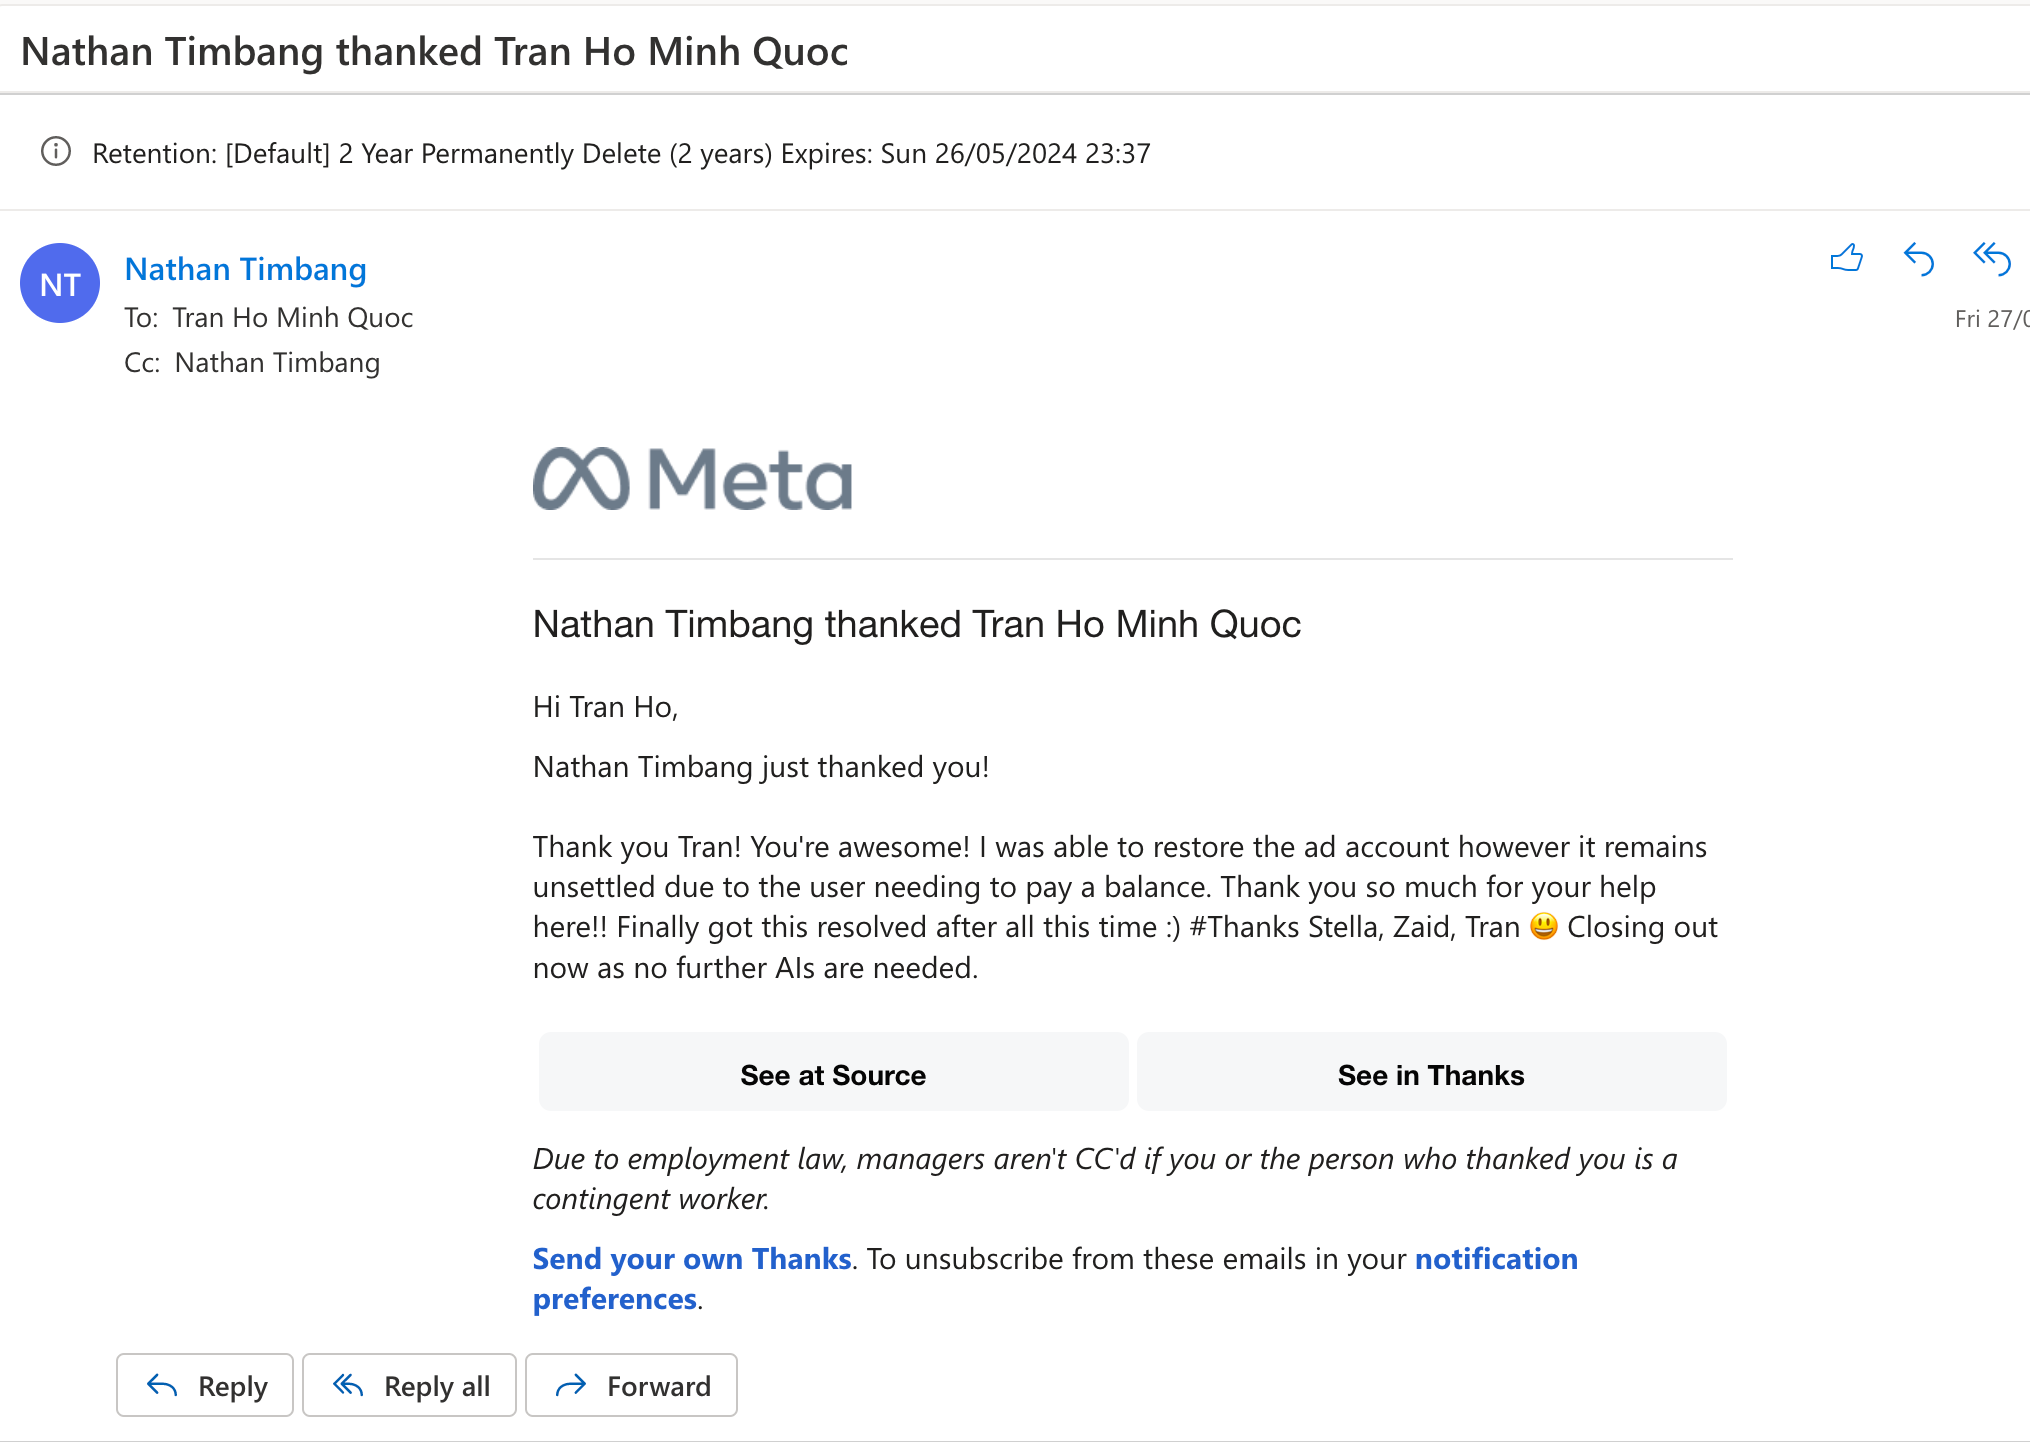 Nathan Timbang thanked Tran Ho Minh Quoc
Retention: [Default] 2 Year Permanently Delete (2 years) Expires: Sun 26/05/2024 23:37
NT
Nathan Timbang
To: Tran Ho Minh Quoc
Cc: Nathan Timbang
Fri 27/
Meta
Nathan Timbang thanked Tran Ho Minh Quoc
Hi Tran Ho,
Nathan Timbang just thanked you!
Thank you Tran! You're awesome! I was able to restore the ad account however it remains
unsettled due to the user needing to pay a balance. Thank you so much for your help
here!! Finally got this resolved after all this time :) #Thanks Stella, Zaid, Tran 😃 Closing out
now as no further AIs are needed.
See at Source
See in Thanks
Due to employment law, managers aren't CC'd if you or the person who thanked you is a
contingent worker.
Send your own Thanks. To unsubscribe from these emails in your notification
preferences.
Reply
Reply all
Forward